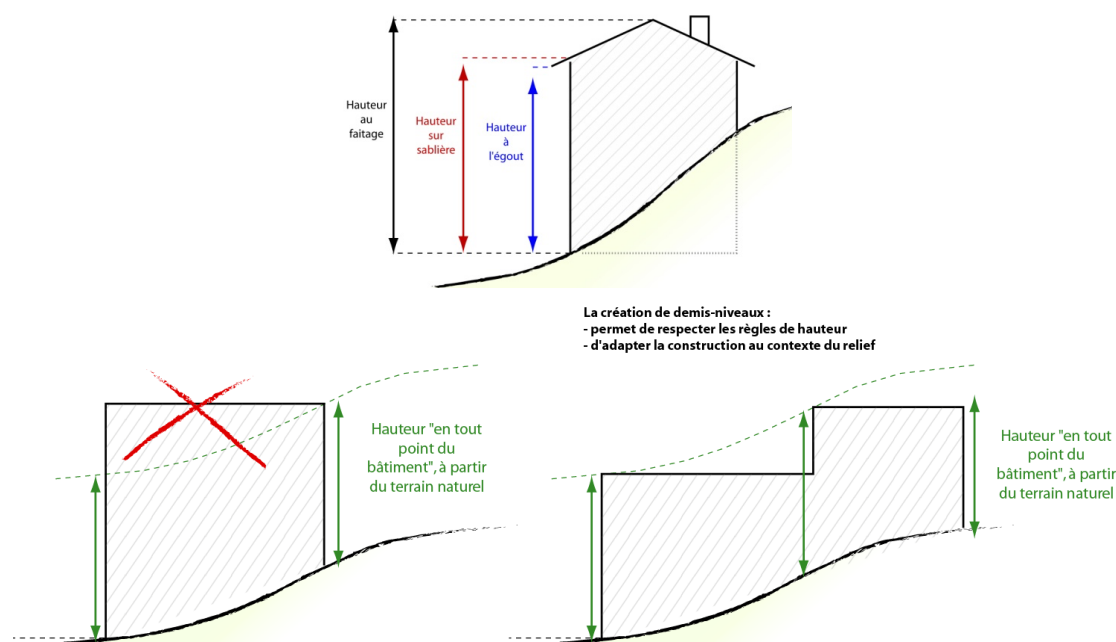 Hauteur
au
faitage
Hauteur
sur
sablière
Hauteur
à
l'égout
La création de demis-niveaux :
- permet de respecter les règles de hauteur
- d'adapter la construction au contexte du relief
Hauteur "en tout
point du
bâtiment", à partir
du terrain naturel
Hauteur "en tout
point du
bâtiment", à partir
du terrain naturel